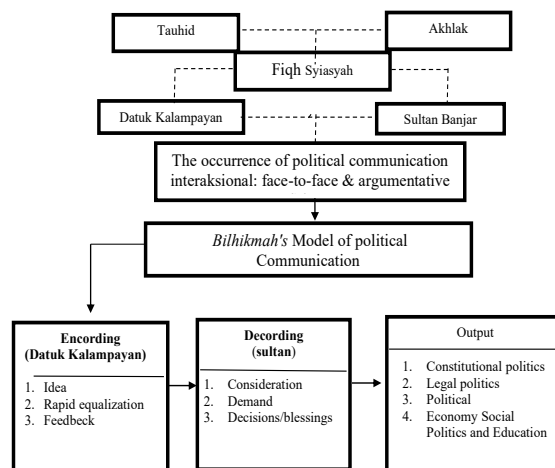 Tauhid
Akhlak
Fiqh Syiasyah
Datuk Kalampayan
Sultan Banjar
The occurrence of political communication
interaksional: face-to-face & argumentative
Bilhikmah's Model of political
Communication
Encording
(Datuk Kalampayan)
1. Idea
2. Rapid equalization
3. Feedbeck
Decording
(sultan)
1. Consideration
2. Demand
3. Decisions/blessings
Output
1. Constitutional politics
2. Legal politics
3. Political
4. Economy Social
Politics and Education